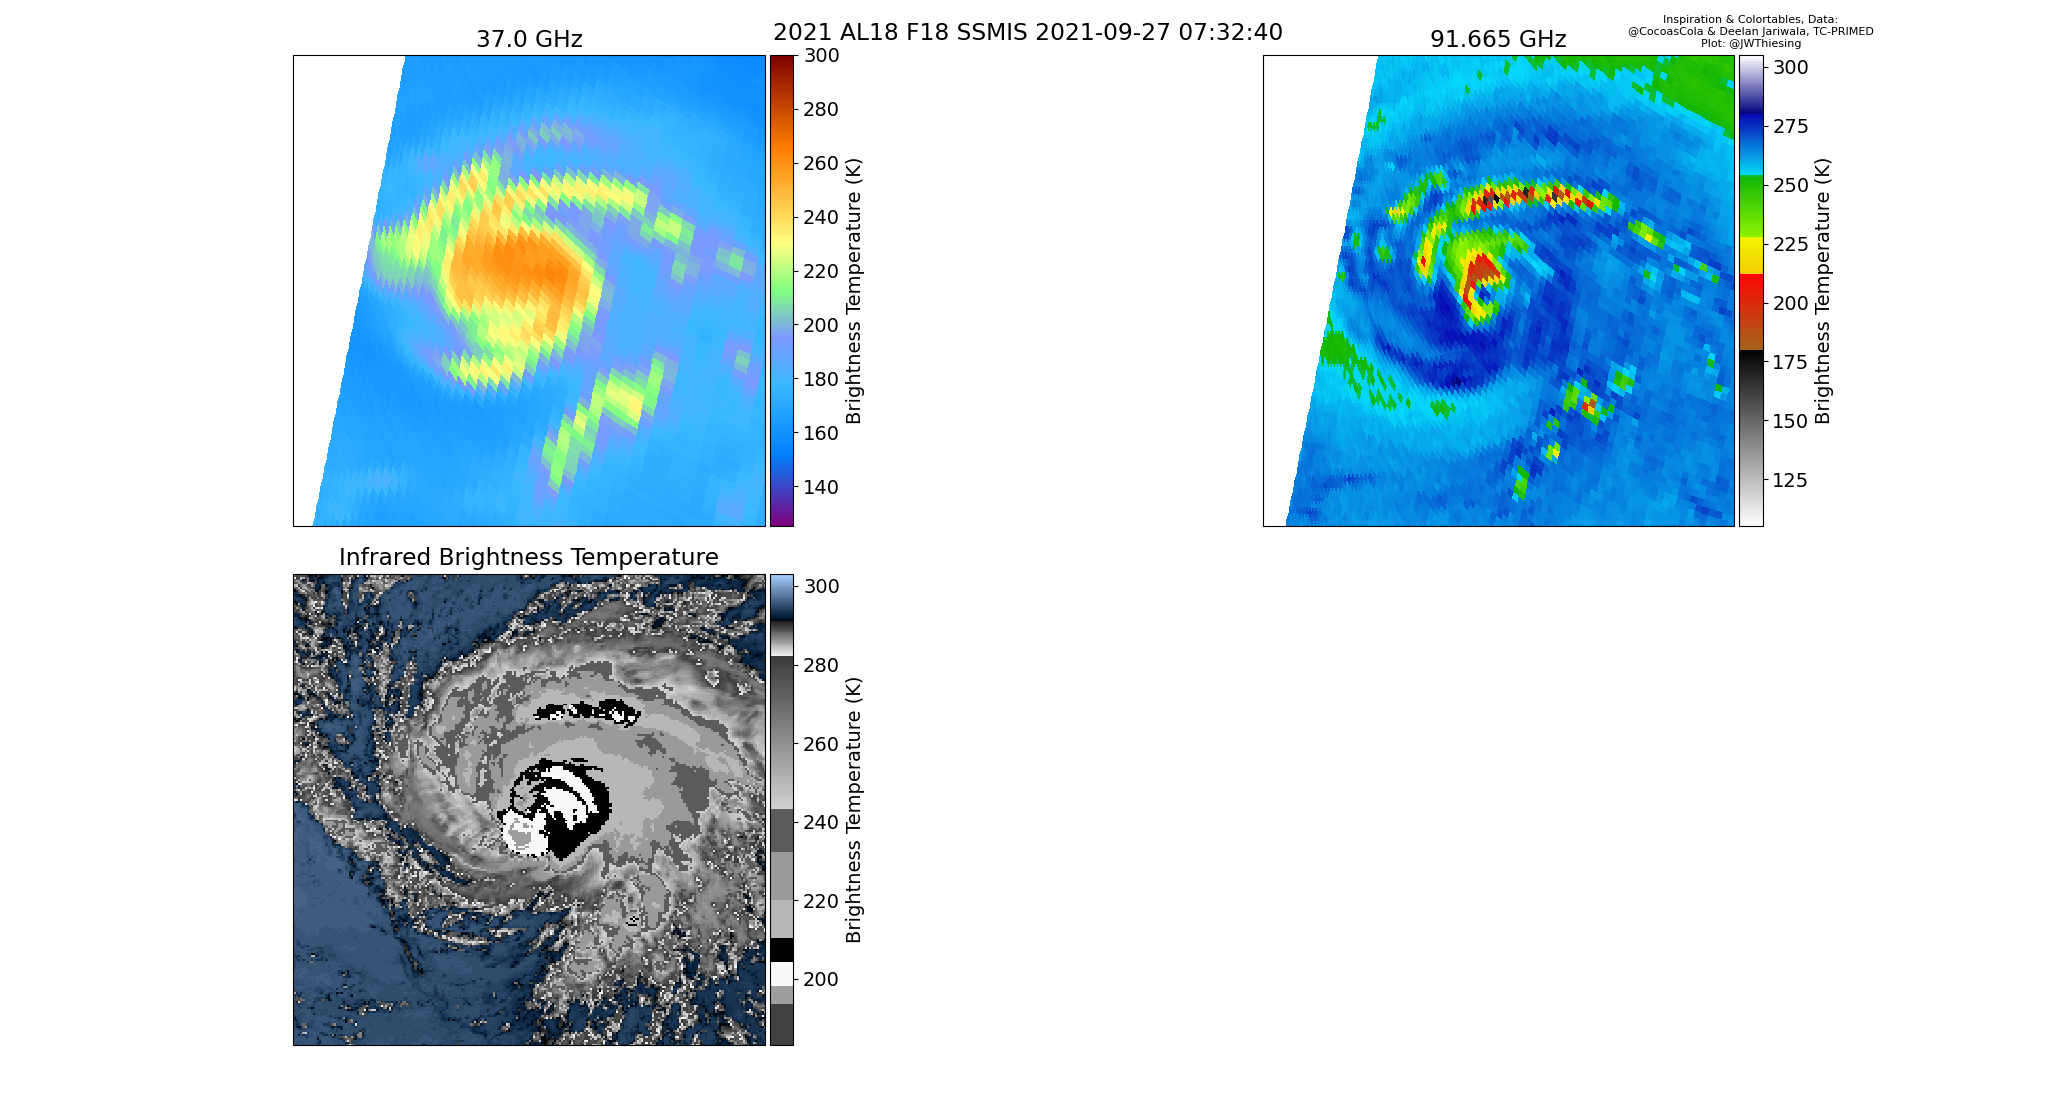 2021 AL18 F18 SSMIS 2021-09-27 07:32:40
Inspiration & Colortables, Data:
@CocoasCola & Deelan Jariwala, TC-PRIMED
Plot: @JWThiesing
37.0 GHz
300
280
260
240
220
200
180
160
140
Brightness Temperature (K)
91.665 GHz
300
275
250
225
200
175
150
125
Brightness Temperature (K)
Infrared Brightness Temperature
300
280
260
240
220
200
Brightness Temperature (K)